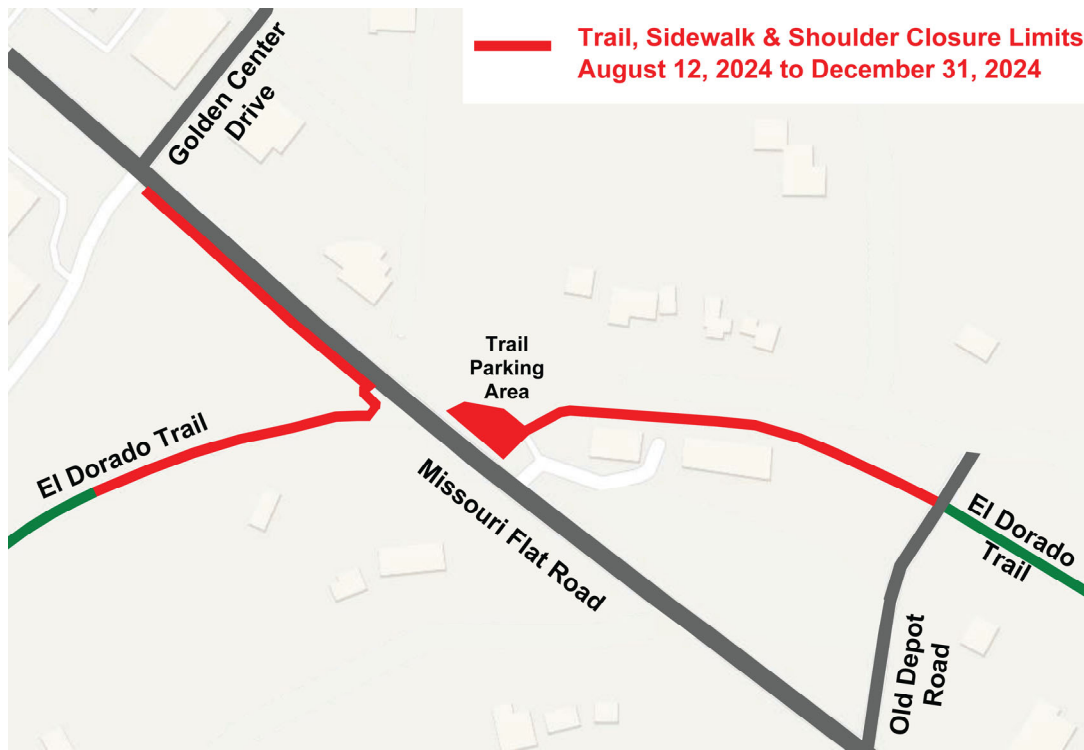 Trail, Sidewalk & Shoulder Closure Limits
August 12, 2024 to December 31, 2024
Golden Center
Drive
Trail
Parking
Area
El Dorado Trail
Missouri Flat Road
El Dorado
Trail
Old Depot
Road